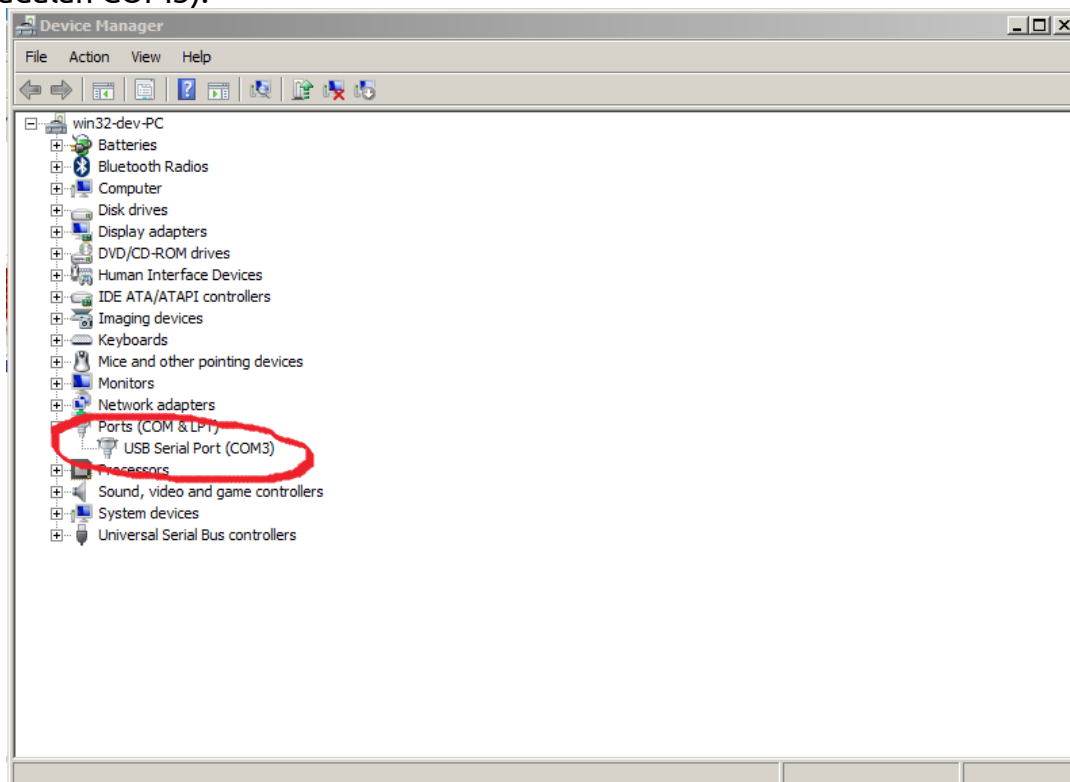 adalah COM3).
Device Manager
File Action View Help
win32-dev-PC
Batteries
Bluetooth Radios
Computer
Disk drives
Display adapters
DVD/CD-ROM drives
Human Interface Devices
IDE ATA/ATAPI controllers
Imaging devices
Keyboards
Mice and other pointing devices
Monitors
Network adapters
Ports (COM & LPT)
USB Serial Port (COM3)
Processors
Sound, video and game controllers
System devices
Universal Serial Bus controllers